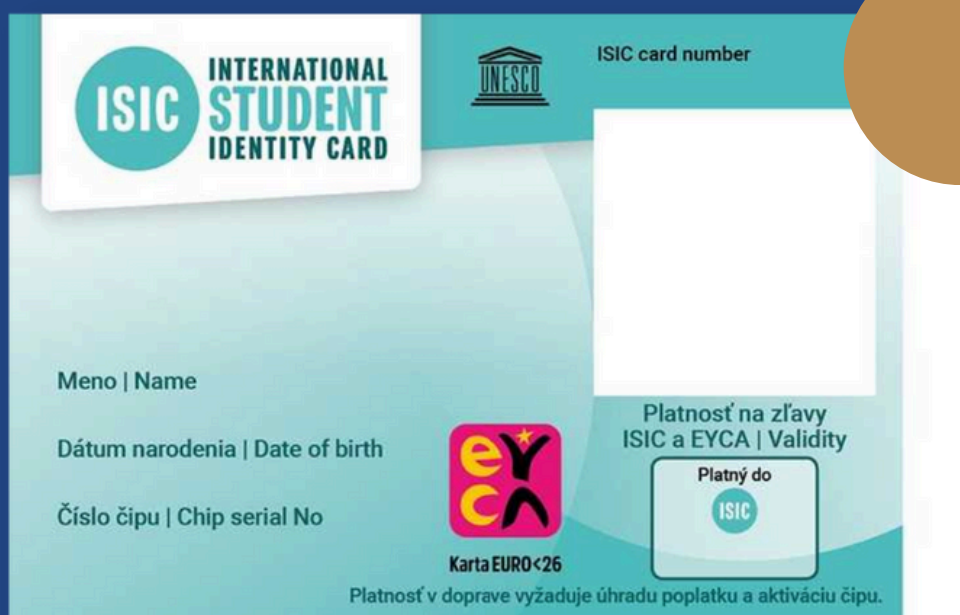 ISIC
INTERNATIONAL
STUDENT
IDENTITY CARD
UNESCO
ISIC card number
Meno | Name
Dátum narodenia | Date of birth
Číslo čipu | Chip serial No
eyca
Karta EURO<26
Platnosť na zľavy
ISIC a EYCA | Validity
Platný do
ISIC
Platnosť v doprave vyžaduje úhradu poplatku a aktiváciu čipu.